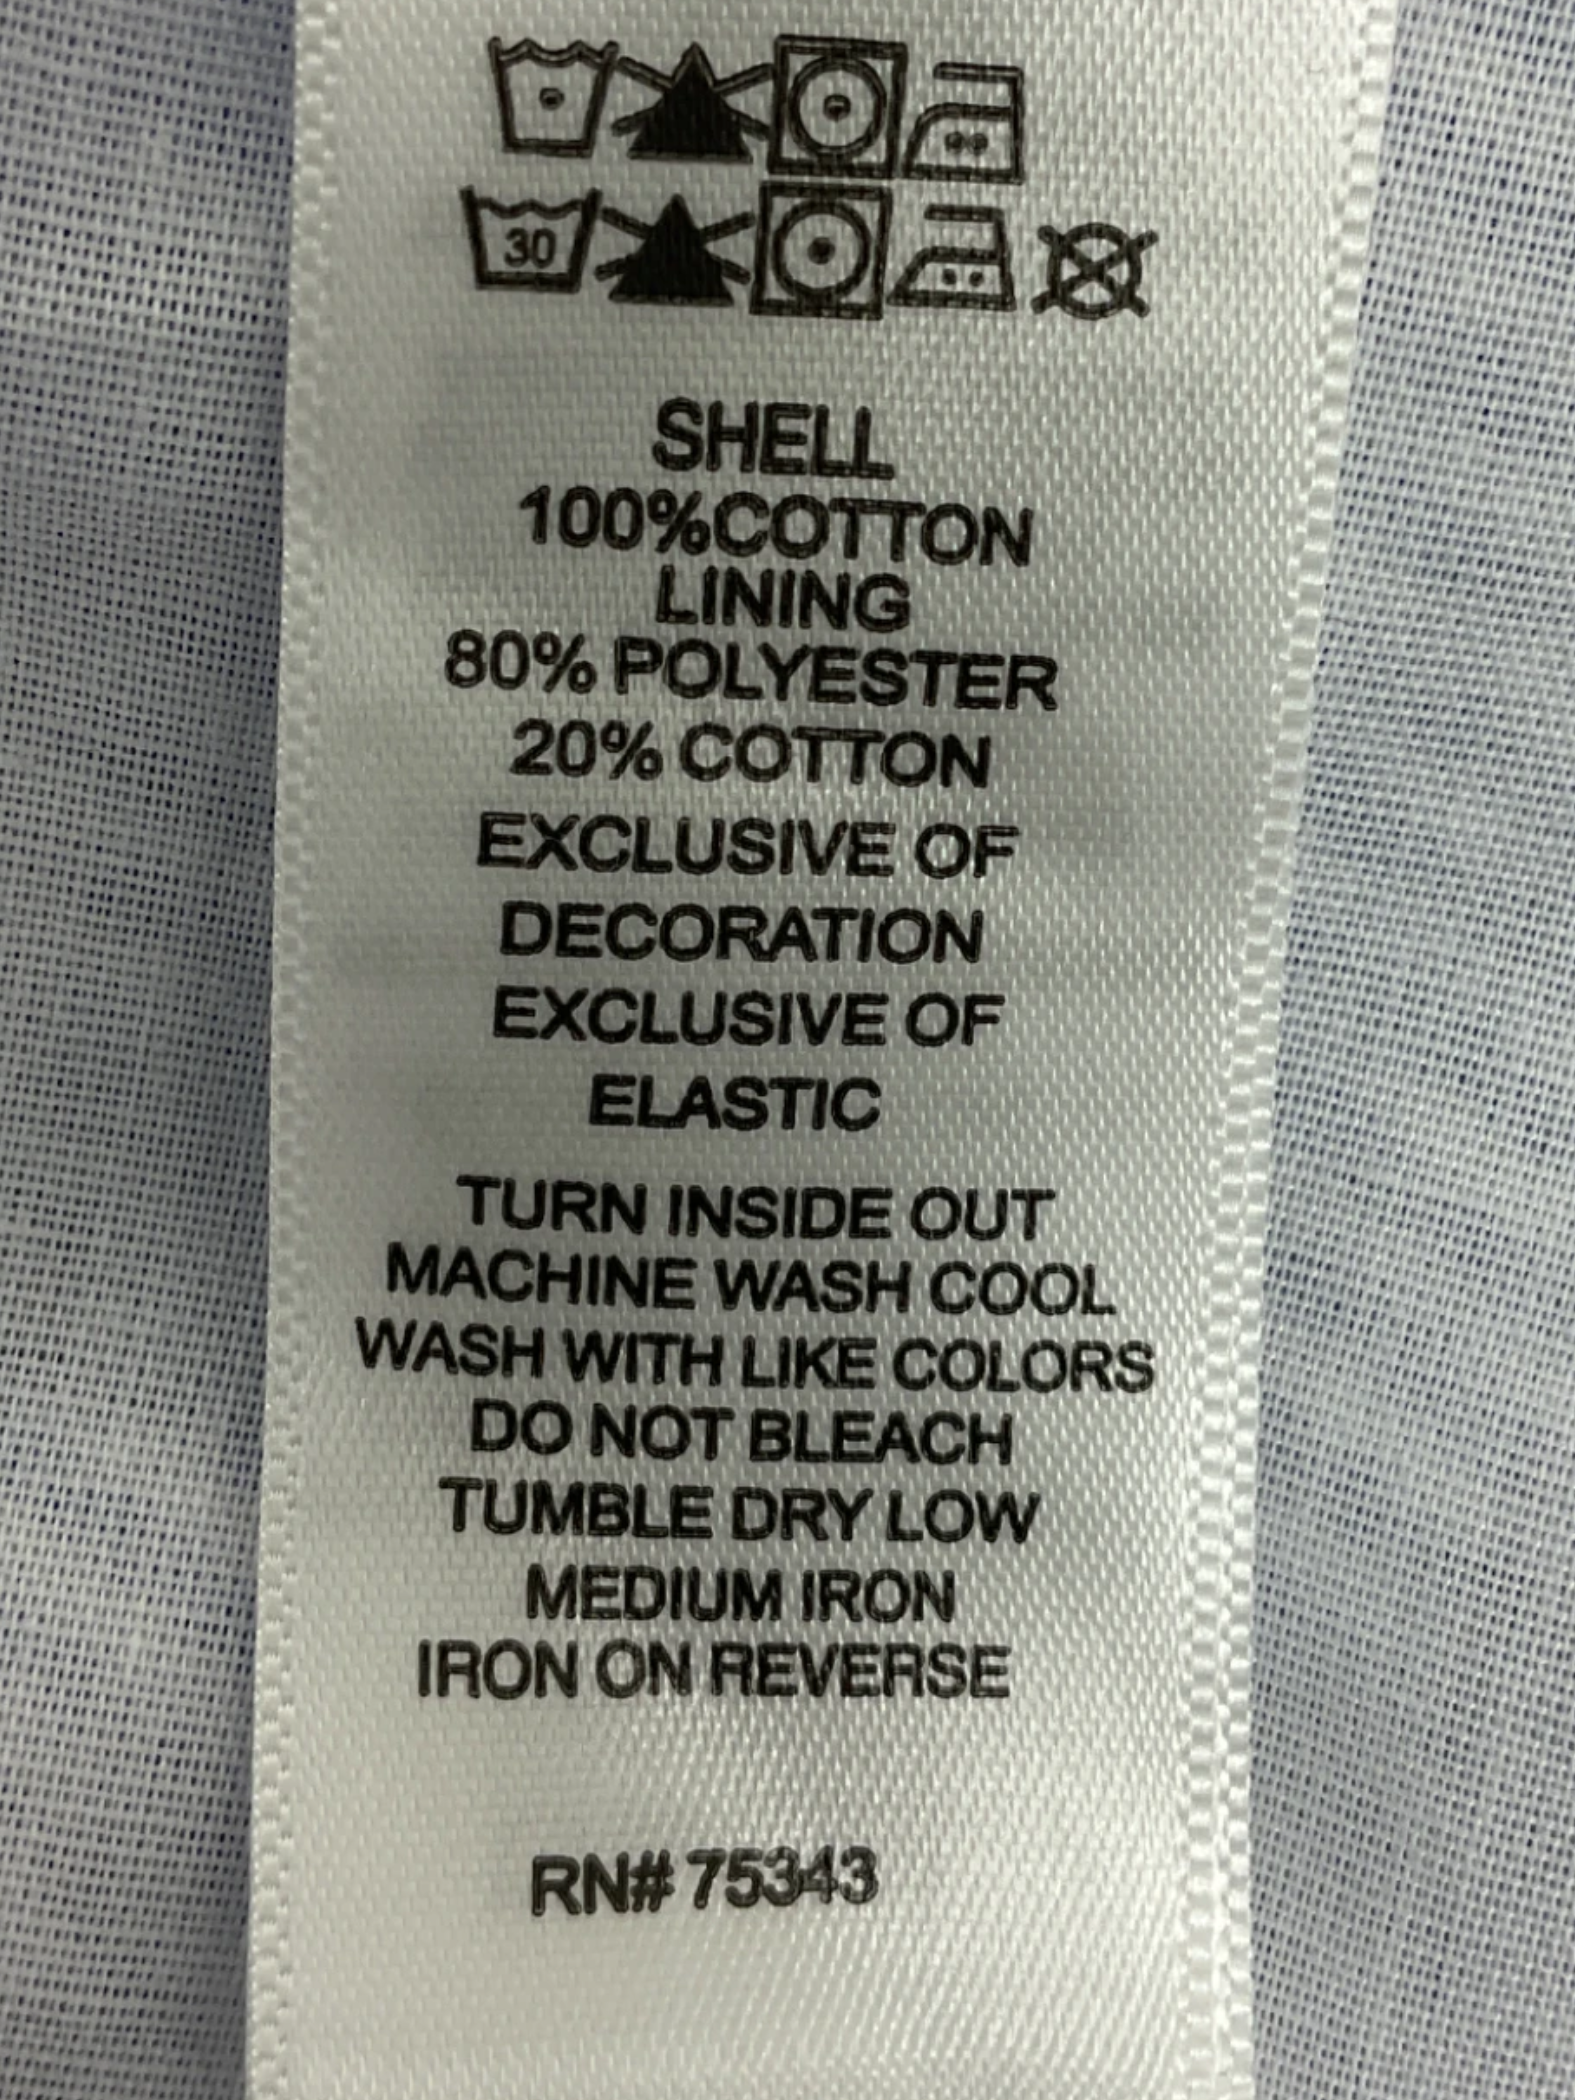 30
SHELL
100%COTTON
LINING
80% POLYESTER
20% COTTON
EXCLUSIVE OF
DECORATION
EXCLUSIVE OF
ELASTIC
TURN INSIDE OUT
MACHINE WASH COOL
WASH WITH LIKE COLORS
DO NOT BLEACH
TUMBLE DRY LOW
MEDIUM IRON
IRON ON REVERSE
RN# 75343